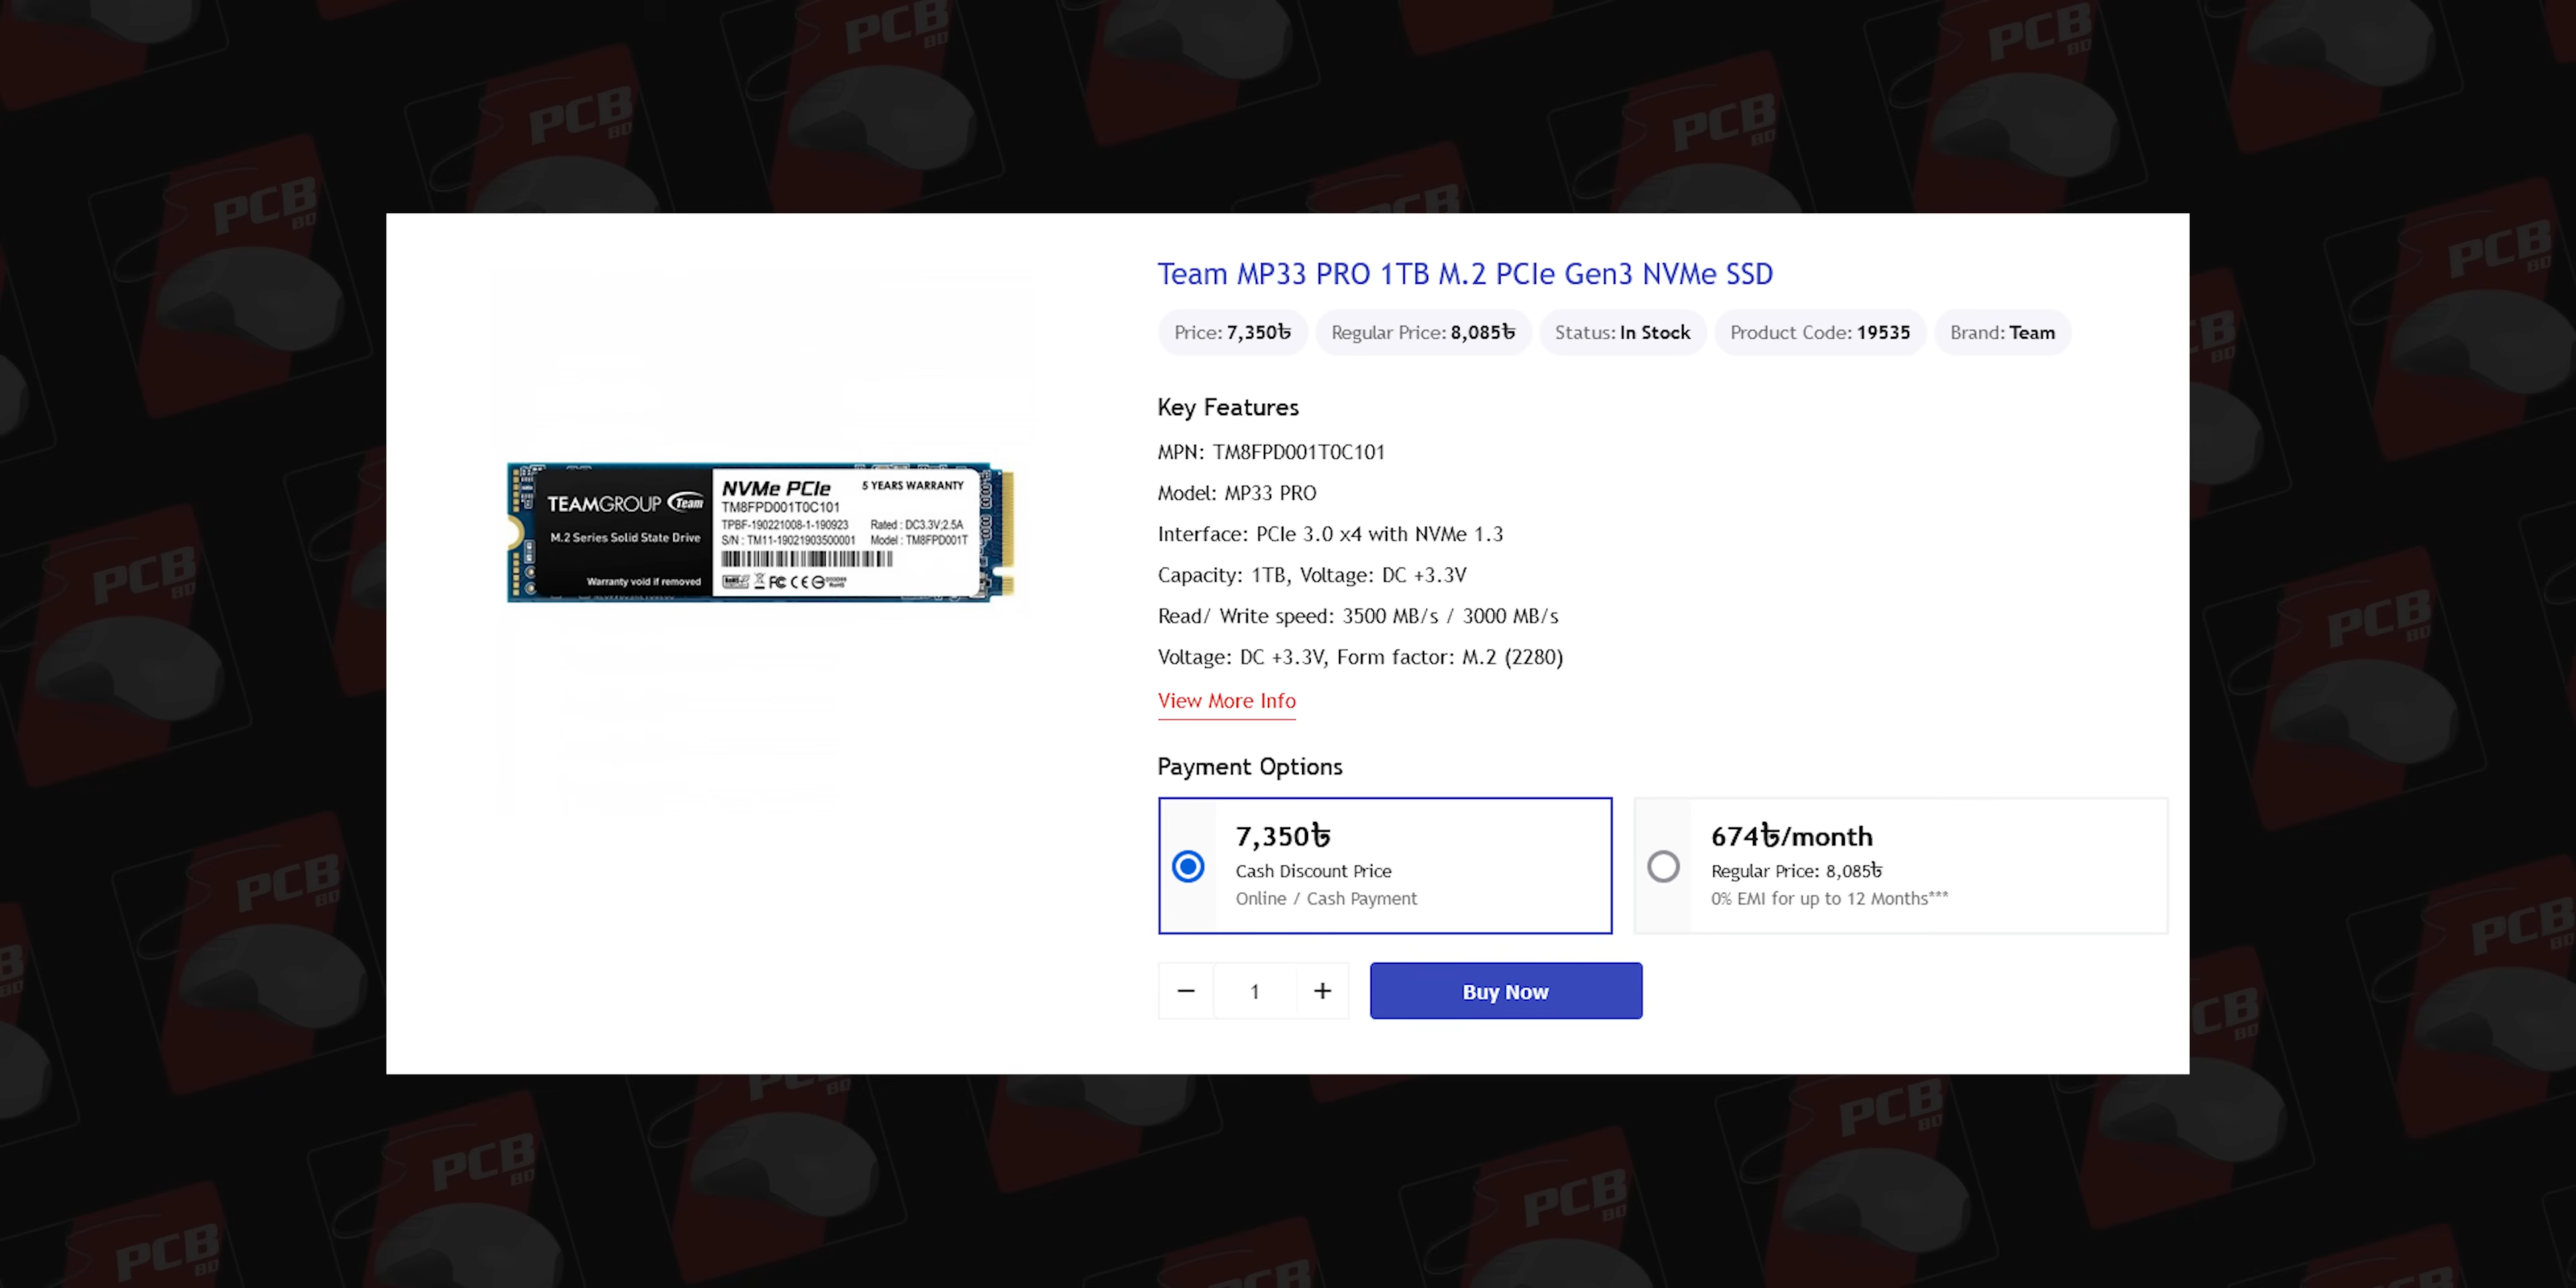 Team MP33 PRO 1TB M.2 PCIe Gen3 NVMe SSD
Price: 7,350৳ Regular Price: 8,085৳ Status: In Stock Product Code: 19535 Brand: Team
Key Features
MPN: TM8FPD001T0C101
Model: MP33 PRO
Interface: PCIe 3.0 x4 with NVMe 1.3
Capacity: 1TB, Voltage: DC +3.3V
Read/ Write speed: 3500 MB/s / 3000 MB/s
Voltage: DC +3.3V, Form factor: M.2 (2280)
View More Info
Payment Options
7,350৳
Cash Discount Price
Online / Cash Payment
674৳/month
Regular Price: 8,085৳
0% EMI for up to 12 Months***
− 1 + Buy Now
TEAMGROUP Team
M.2 Series Solid State Drive
Warranty void if removed
NVMe PCIe 5 YEARS WARRANTY
TM8FPD001T0C101
TPBF-190221008-1-190923 Rated : DC3.3V;2.5A
S/N : TM11-19021903500001 Model : TM8FPD001T
FC CE
PCB
BD